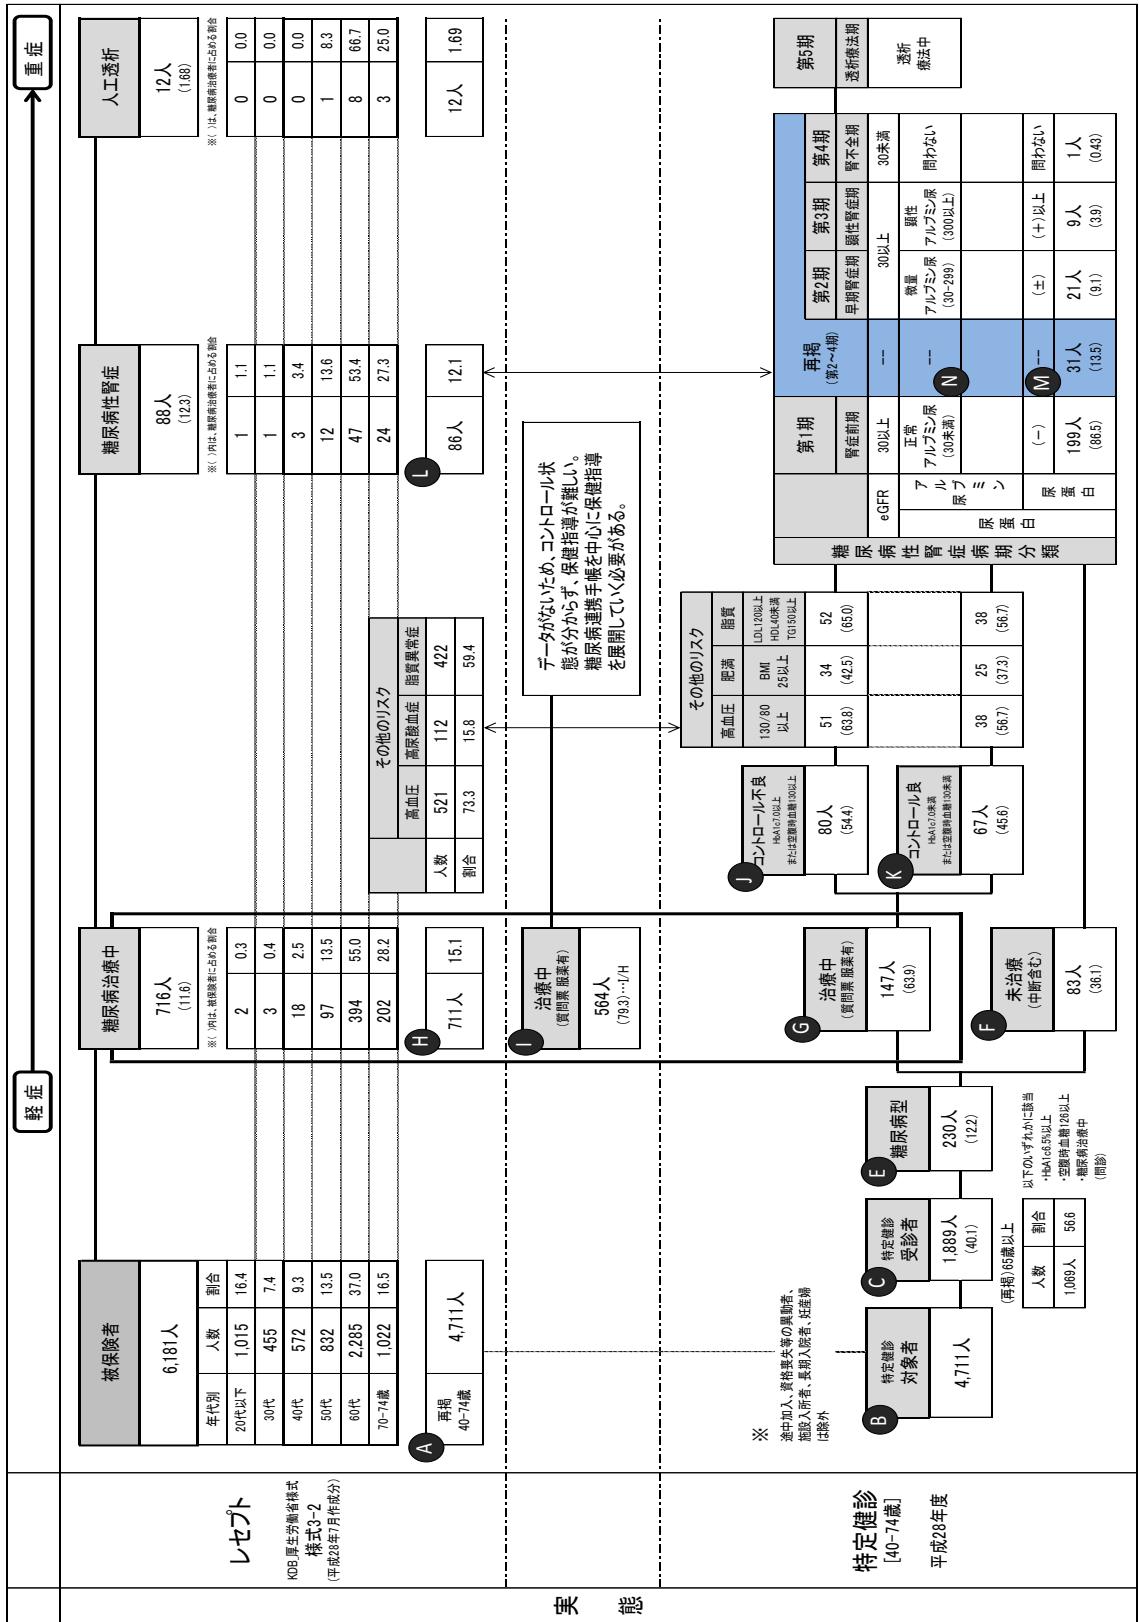 軽症
重症
実態
レセプト
KDB_厚生労働省様式
様式3-2
(平成28年7月作成分)
被保険者
6,181人
年代別 人数 割合
20代以下 1,015 16.4
30代 455 7.4
40代 572 9.3
50代 832 13.5
60代 2,285 37.0
70-74歳 1,022 16.5
A
再掲
40-74歳
4,711人
糖尿病治療中
716人
(11.6)
※( )内は、被保険者に占める割合
2 0.3
3 0.4
18 2.5
97 13.5
394 55.0
202 28.2
H
711人 15.1
その他のリスク
高血圧 高尿酸血症 脂質異常症
人数 521 112 422
割合 73.3 15.8 59.4
糖尿病性腎症
88人
(12.3)
※( )内は、糖尿病治療者に占める割合
1 1.1
1 1.1
3 3.4
12 13.6
47 53.4
24 27.3
L
86人 12.1
人工透析
12人
(1.68)
※( )は、糖尿病治療者に占める割合
0 0.0
0 0.0
0 0.0
1 8.3
8 66.7
3 25.0
12人 1.69
I
治療中
(質問票 服薬有)
564人
(79.3)…I/H
データがないため、コントロール状
態が分からず、保健指導が難しい。
糖尿病連携手帳を中心に保健指導
を展開していく必要がある。
特定健診
[40-74歳]
平成28年度
※
途中加入、資格喪失等の異動者、
施設入所者、長期入院者、妊産婦
は除外
B
特定健診
対象者
4,711人
C
特定健診
受診者
1,889人
(40.1)
(再掲)65歳以上
人数 割合
1,069人 56.6
E
糖尿病型
230人
(12.2)
以下のいずれかに該当
・HbA1c6.5%以上
・空腹時血糖126以上
・糖尿病治療中
(問診)
G
治療中
(質問票 服薬有)
147人
(63.9)
F
未治療
(中断含む)
83人
(36.1)
J
コントロール不良
HbA1c7.0以上
または空腹時血糖130以上
80人
(54.4)
K
コントロール良
HbA1c7.0未満
または空腹時血糖130未満
67人
(45.6)
その他のリスク
高血圧 肥満 脂質
130/80
以上
BMI
25以上
LDL120以上
HDL40未満
TG150以上
51
(63.8)
34
(42.5)
52
(65.0)
38
(56.7)
25
(37.3)
38
(56.7)
糖尿病性腎症病期分類
第1期
再掲
(第2~4期)
第2期 第3期 第4期 第5期
腎症前期 早期腎症期 顕性腎症期 腎不全期 透析療法期
eGFR 30以上 -- 30以上 30未満
透析
療法中
尿蛋白
アルブミン尿
正常
アルブミン尿
(30未満)
--
微量
アルブミン尿
(30-299)
顕性
アルブミン尿
(300以上)
問わない
N
尿蛋白 (-) -- (±) (+)以上 問わない
M
199人 31人 21人 9人 1人
(86.5) (13.5) (9.1) (3.9) (0.43)